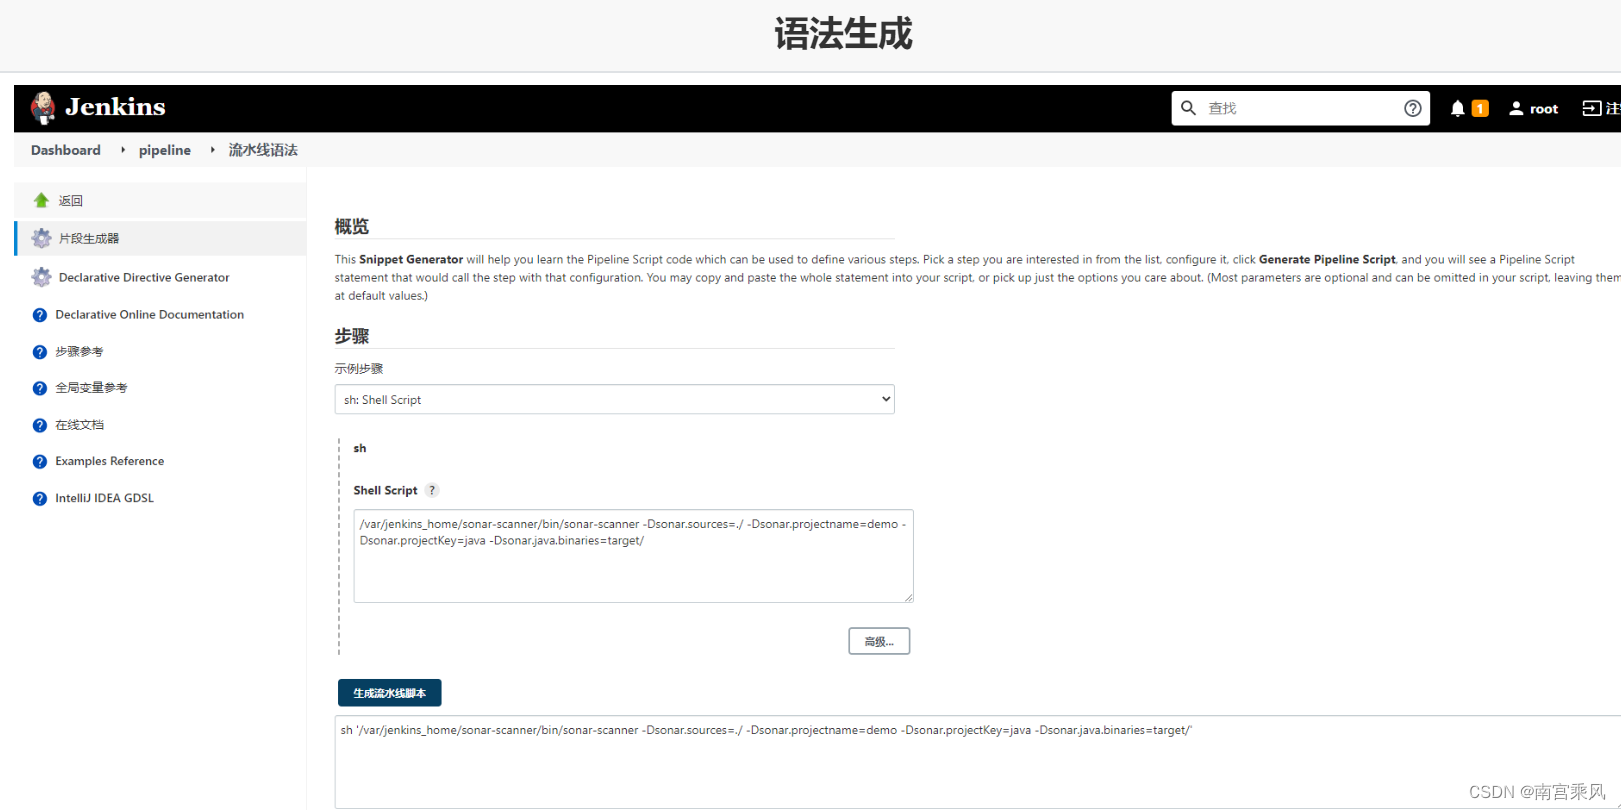 语法生成
Jenkins
查找
1
root
注
Dashboard
pipeline
流水线语法
返回
片段生成器
Declarative Directive Generator
Declarative Online Documentation
步骤参考
全局变量参考
在线文档
Examples Reference
IntelliJ IDEA GDSL
概览
This Snippet Generator will help you learn the Pipeline Script code which can be used to define various steps. Pick a step you are interested in from the list, configure it, click Generate Pipeline Script, and you will see a Pipeline Script
statement that would call the step with that configuration. You may copy and paste the whole statement into your script, or pick up just the options you care about. (Most parameters are optional and can be omitted in your script, leaving them
at default values.)
步骤
示例步骤
sh: Shell Script
sh
Shell Script ?
/var/jenkins_home/sonar-scanner/bin/sonar-scanner -Dsonar.sources=./ -Dsonar.projectname=demo -
Dsonar.projectKey=java -Dsonar.java.binaries=target/
高级...
生成流水线脚本
sh '/var/jenkins_home/sonar-scanner/bin/sonar-scanner -Dsonar.sources=./ -Dsonar.projectname=demo -Dsonar.projectKey=java -Dsonar.java.binaries=target/'
CSDN @南宫乘风